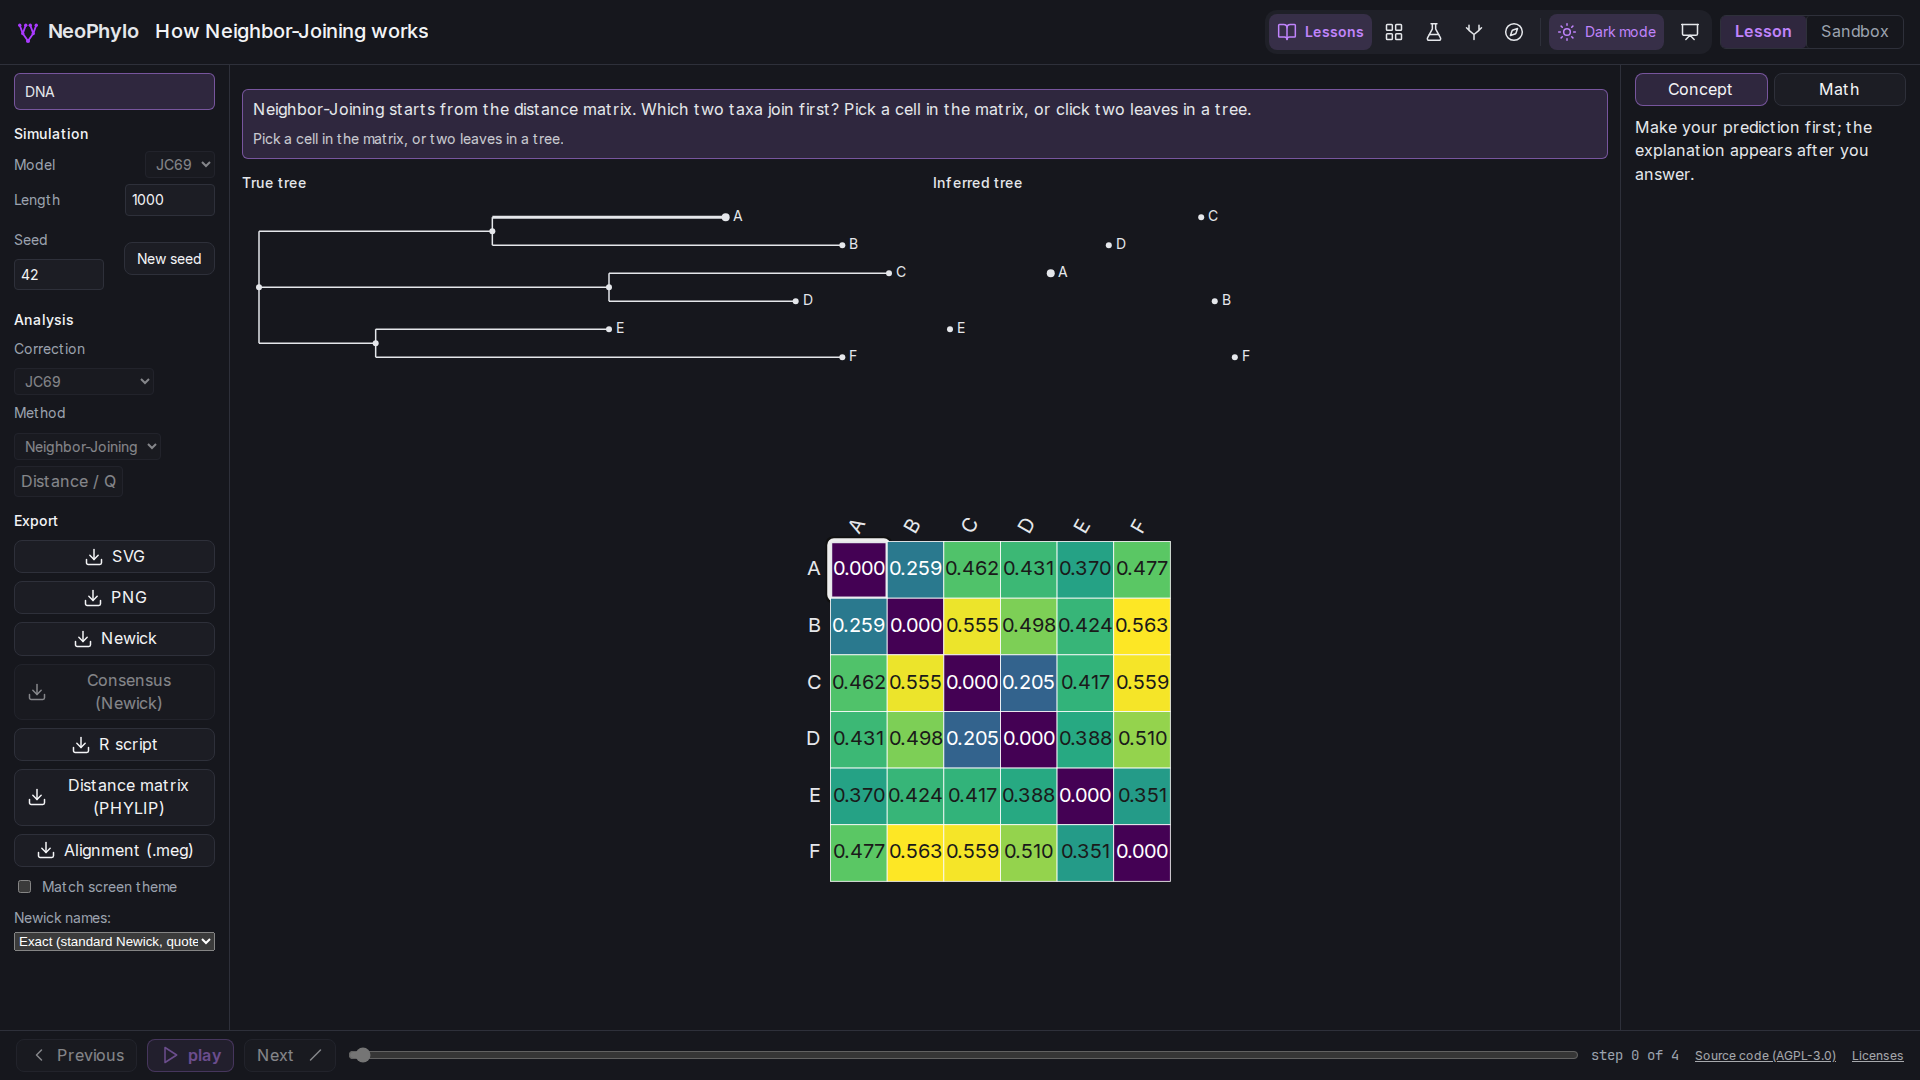 NeoPhylo How Neighbor-Joining works
Lessons
Dark mode
Lesson Sandbox
DNA
Simulation
Model JC69
Length 1000
Seed
42
New seed
Analysis
Correction
JC69
Method
Neighbor-Joining
Distance / Q
Export
SVG
PNG
Newick
Consensus
(Newick)
R script
Distance matrix
(PHYLIP)
Alignment (.meg)
Match screen theme
Newick names:
Exact (standard Newick, quote
Neighbor-Joining starts from the distance matrix. Which two taxa join first? Pick a cell in the matrix, or click two leaves in a tree.
Pick a cell in the matrix, or two leaves in a tree.
True tree
A
B
C
D
E
F
Inferred tree
C
D
A
B
E
F
A B C D E F
A 0.000 0.259 0.462 0.431 0.370 0.477
B 0.259 0.000 0.555 0.498 0.424 0.563
C 0.462 0.555 0.000 0.205 0.417 0.559
D 0.431 0.498 0.205 0.000 0.388 0.510
E 0.370 0.424 0.417 0.388 0.000 0.351
F 0.477 0.563 0.559 0.510 0.351 0.000
Concept Math
Make your prediction first; the
explanation appears after you
answer.
Previous play Next step 0 of 4 Source code (AGPL-3.0) Licenses